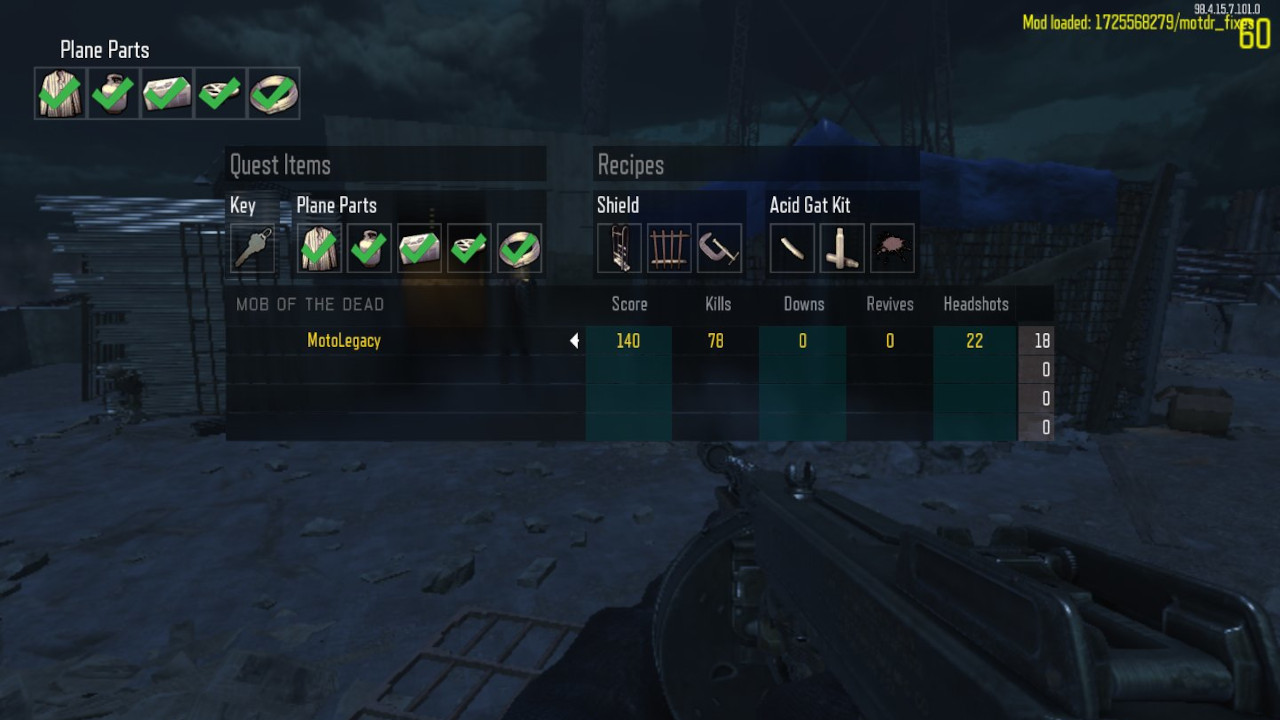 98.4.15.7.101.0
Mod loaded: 1725568279/motdr_fixes
60
Plane Parts
Quest Items
Recipes
Key
Plane Parts
Shield
Acid Gat Kit
MOB OF THE DEAD
Score
Kills
Downs
Revives
Headshots
MotoLegacy
140
78
0
0
22
18
0
0
0